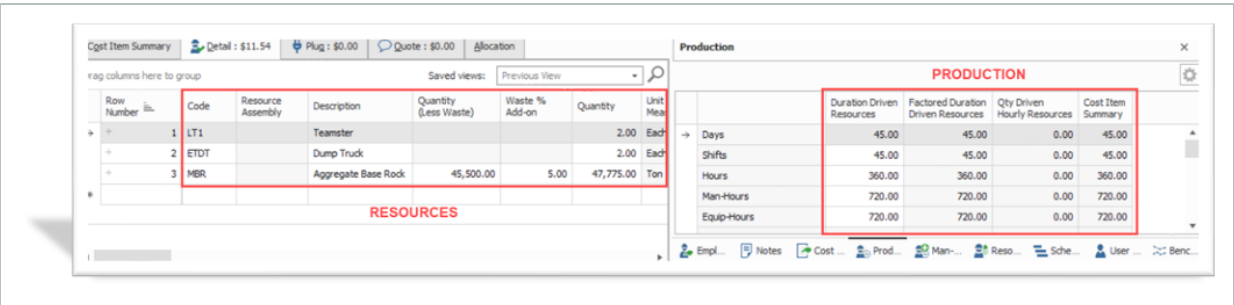 Cost Item Summary Detail : $11.54 Plug : $0.00 Quote : $0.00 Allocation
rag columns here to group Saved views: Previous View
Row Number Code Resource Assembly Description Quantity (Less Waste) Waste % Add-on Quantity Unit Mea
1 LT1 Teamster 2.00 Each
2 ETDT Dump Truck 2.00 Each
3 MBR Aggregate Base Rock 45,500.00 5.00 47,775.00 Ton
RESOURCES
Production
PRODUCTION
Duration Driven Resources Factored Duration Driven Resources Qty Driven Hourly Resources Cost Item Summary
Days 45.00 45.00 0.00 45.00
Shifts 45.00 45.00 0.00 45.00
Hours 360.00 360.00 0.00 360.00
Man-Hours 720.00 720.00 0.00 720.00
Equip-Hours 720.00 720.00 0.00 720.00
Empl... Notes Cost ... Prod... Man-... Reso... Sche... User ... Benc...